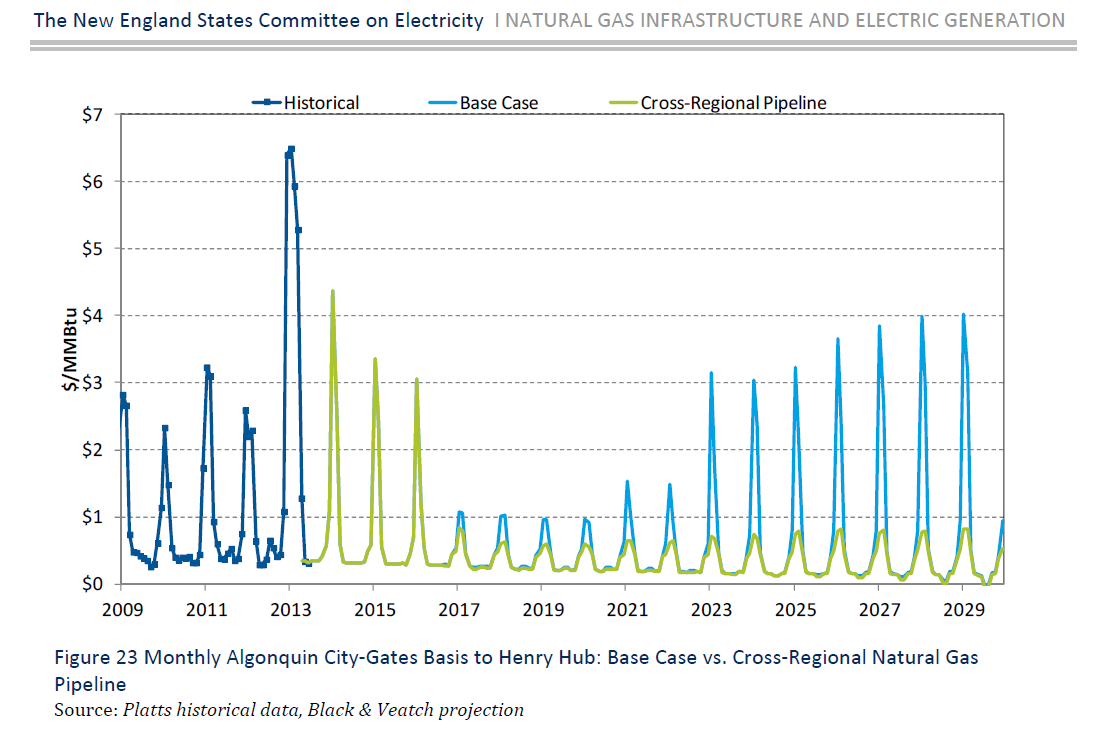 The New England States Committee on Electricity I NATURAL GAS INFRASTRUCTURE AND ELECTRIC GENERATION
Historical Base Case Cross-Regional Pipeline
$7
$6
$5
$4
$3
$2
$1
$0
$/MMBtu
2009 2011 2013 2015 2017 2019 2021 2023 2025 2027 2029
Figure 23 Monthly Algonquin City-Gates Basis to Henry Hub: Base Case vs. Cross-Regional Natural Gas
Pipeline
Source: Platts historical data, Black & Veatch projection